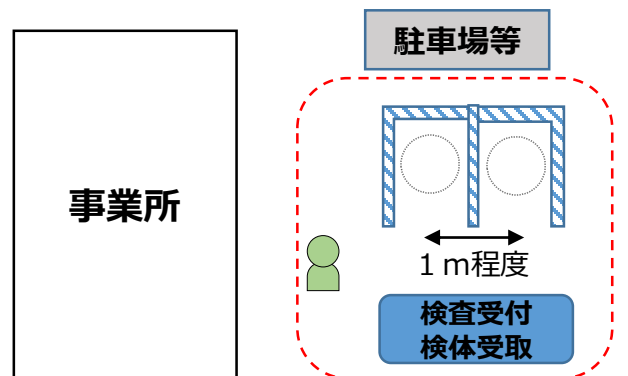 駐車場等
事業所
１ｍ程度
検査受付
検体受取